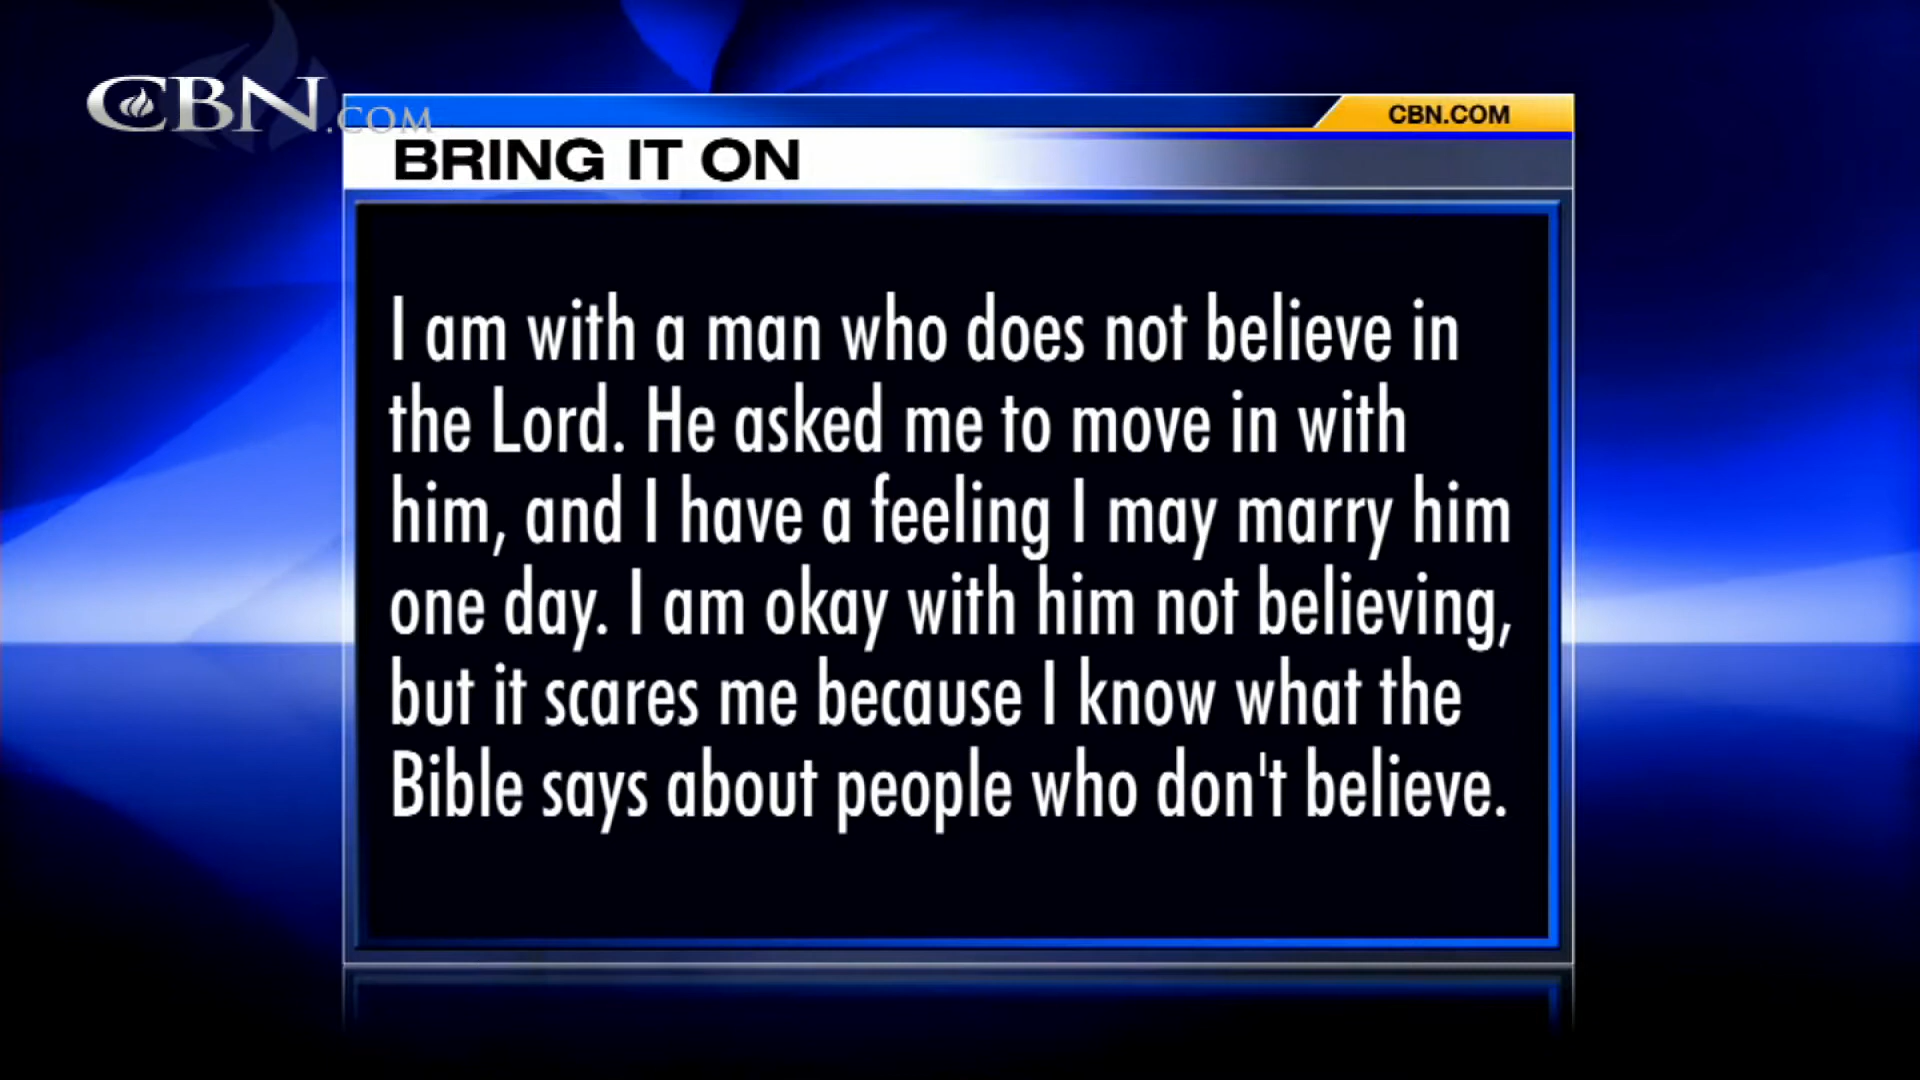 CBN.COM
CBN.COM
BRING IT ON
I am with a man who does not believe in
the Lord. He asked me to move in with
him, and I have a feeling I may marry him
one day. I am okay with him not believing,
but it scares me because I know what the
Bible says about people who don't believe.